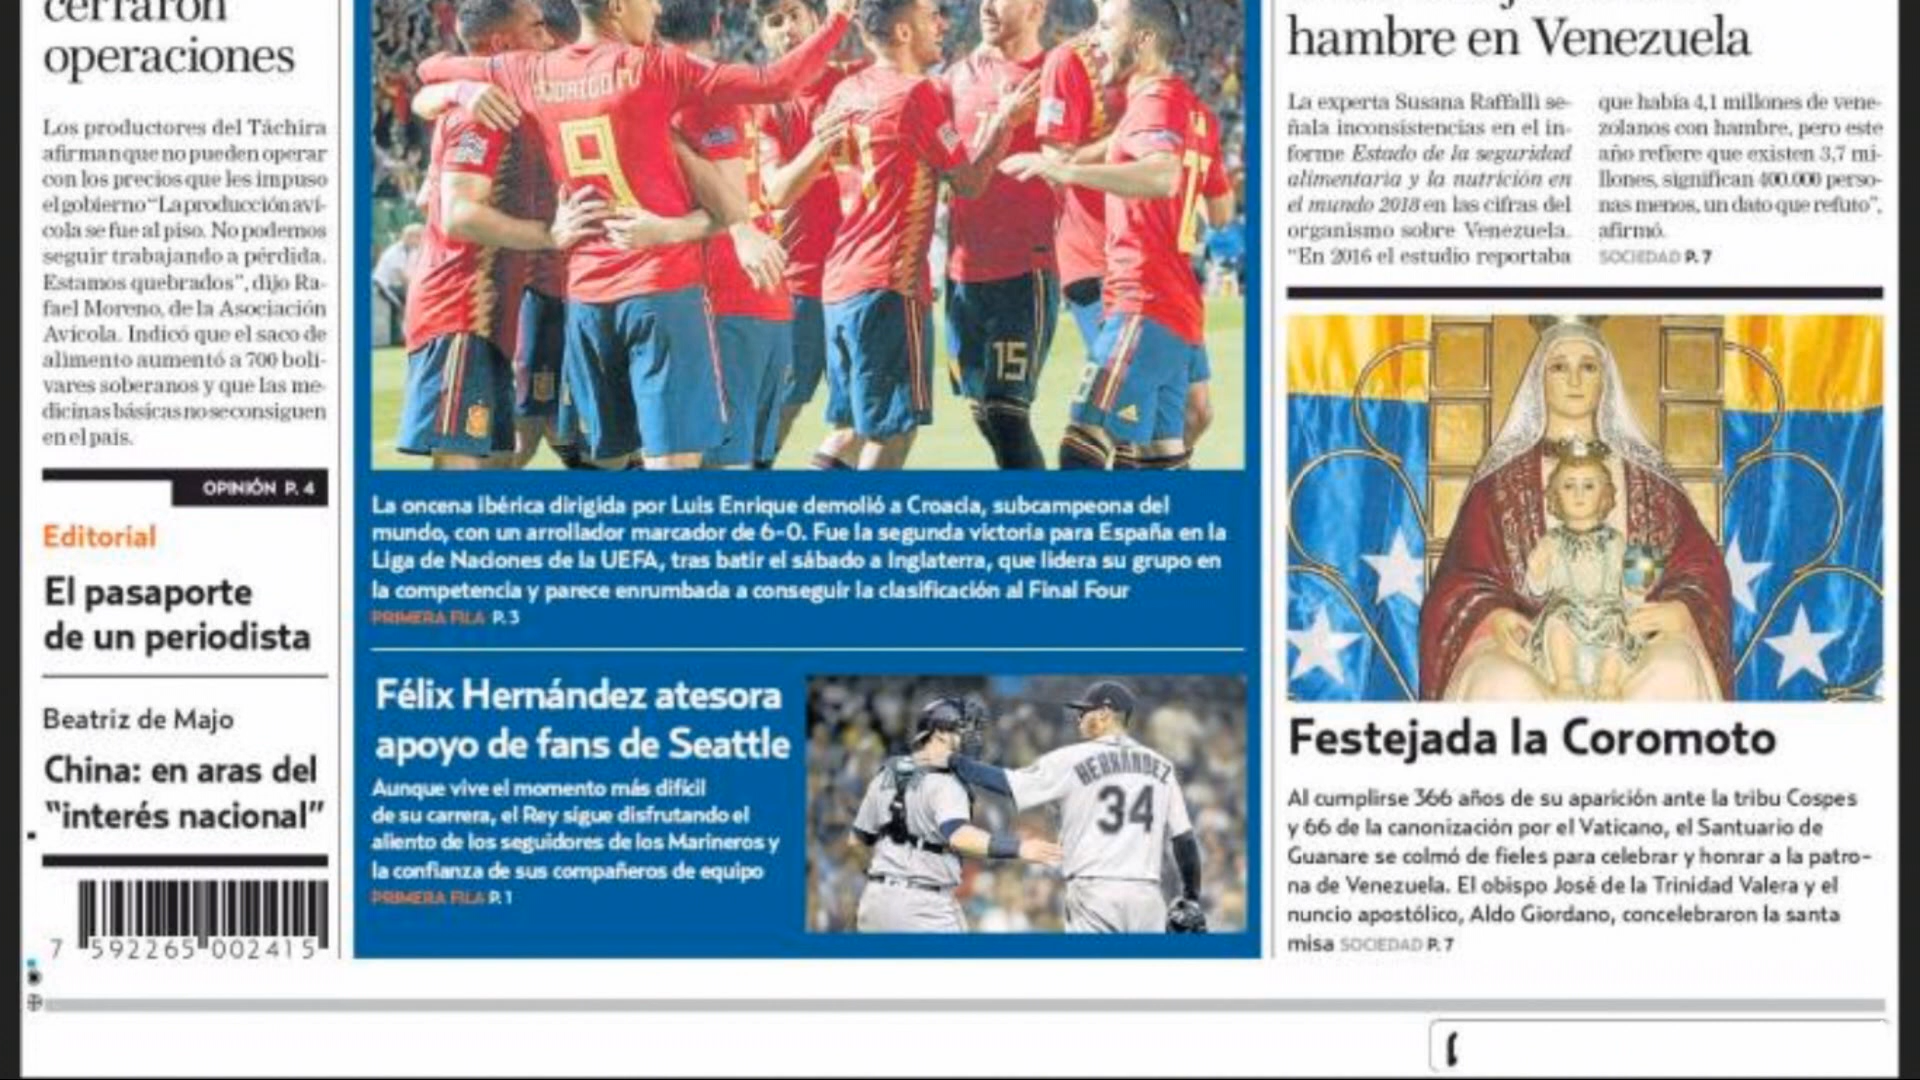 cerraron
operaciones
Los productores del Táchira
afirman que no pueden operar
con los precios que les impuso
el gobierno “La producción aví-
cola se fue al piso. No podemos
seguir trabajando a pérdida.
Estamos quebrados”, dijo Ra-
fael Moreno, de la Asociación
Avícola. Indicó que el saco de
alimento aumentó a 700 bolí-
vares soberanos y que las me-
dicinas básicas no se consiguen
en el país.
OPINIÓN P. 4
Editorial
El pasaporte
de un periodista
Beatriz de Majo
China: en aras del
“interés nacional”
7 592265 002415
RODRIGO M.
9
15
La oncena ibérica dirigida por Luis Enrique demolió a Croacia, subcampeona del
mundo, con un arrollador marcador de 6-0. Fue la segunda victoria para España en la
Liga de Naciones de la UEFA, tras batir el sábado a Inglaterra, que lidera su grupo en
la competencia y parece enrumbada a conseguir la clasificación al Final Four
PRIMERA FILA P. 3
Félix Hernández atesora
apoyo de fans de Seattle
Aunque vive el momento más difícil
de su carrera, el Rey sigue disfrutando el
aliento de los seguidores de los Marineros y
la confianza de sus compañeros de equipo
PRIMERA FILA P. 1
HERNÁNDEZ
34
hambre en Venezuela
La experta Susana Raffalli se-
ñala inconsistencias en el in-
forme Estado de la seguridad
alimentaria y la nutrición en
el mundo 2018 en las cifras del
organismo sobre Venezuela.
“En 2016 el estudio reportaba
que había 4,1 millones de vene-
zolanos con hambre, pero este
año refiere que existen 3,7 mi-
llones, significan 400.000 perso-
nas menos, un dato que refuto”,
afirmó.
SOCIEDAD P. 7
Festejada la Coromoto
Al cumplirse 366 años de su aparición ante la tribu Cospes
y 66 de la canonización por el Vaticano, el Santuario de
Guanare se colmó de fieles para celebrar y honrar a la patro-
na de Venezuela. El obispo José de la Trinidad Valera y el
nuncio apostólico, Aldo Giordano, concelebraron la santa
misa SOCIEDAD P. 7